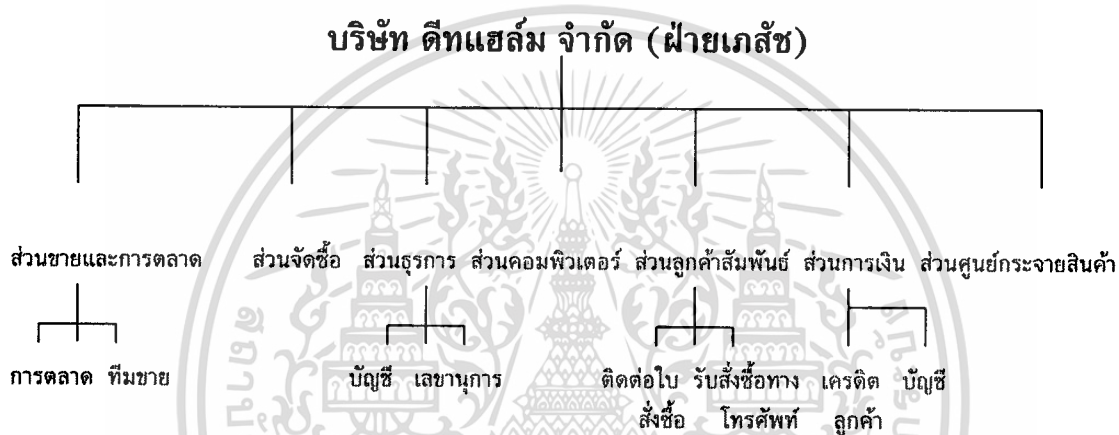 บริษัท ดีทแฮล์ม จำกัด (ฝ่ายเภสัช)
ส่วนขายและการตลาด ส่วนจัดซื้อ ส่วนธุรการ ส่วนคอมพิวเตอร์ ส่วนลูกค้าสัมพันธ์ ส่วนการเงิน ส่วนศูนย์กระจายสินค้า
การตลาด ทีมขาย บัญชี เลขานุการ ติดต่อใบ รับสั่งซื้อทาง เครดิต บัญชี
สั่งซื้อ โทรศัพท์ ลูกค้า